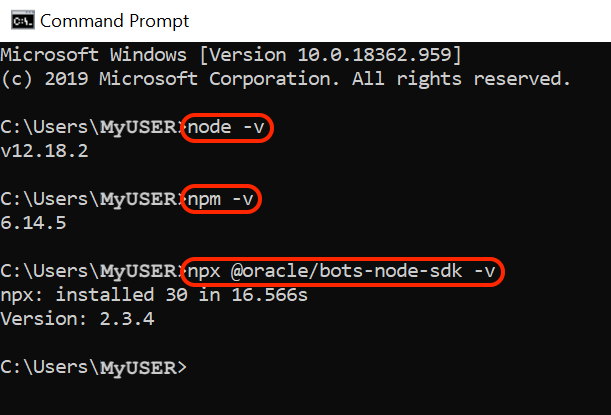 Command Prompt
Microsoft Windows [Version 10.0.18362.959]
(c) 2019 Microsoft Corporation. All rights reserved.
C:\Users\MyUSER>node -v
v12.18.2
C:\Users\MyUSER>npm -v
6.14.5
C:\Users\MyUSER>npx @oracle/bots-node-sdk -v
npx: installed 30 in 16.566s
Version: 2.3.4
C:\Users\MyUSER>